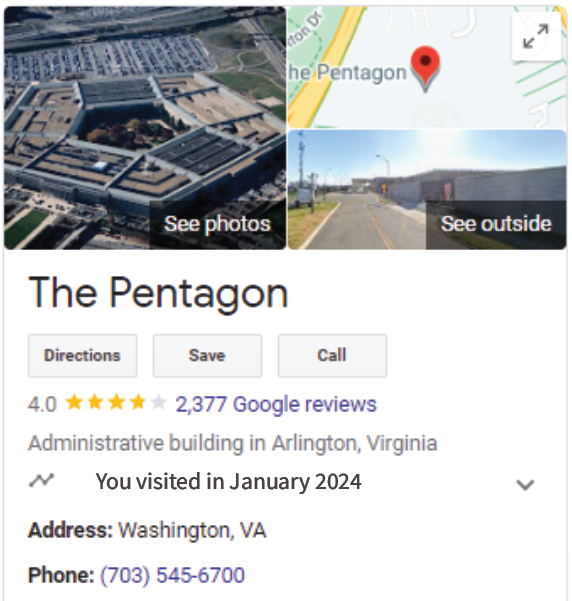 rton Dr
he Pentagon
See photos
See outside
The Pentagon
Directions Save Call
4.0 2,377 Google reviews
Administrative building in Arlington, Virginia
You visited in January 2024
Address: Washington, VA
Phone: (703) 545-6700